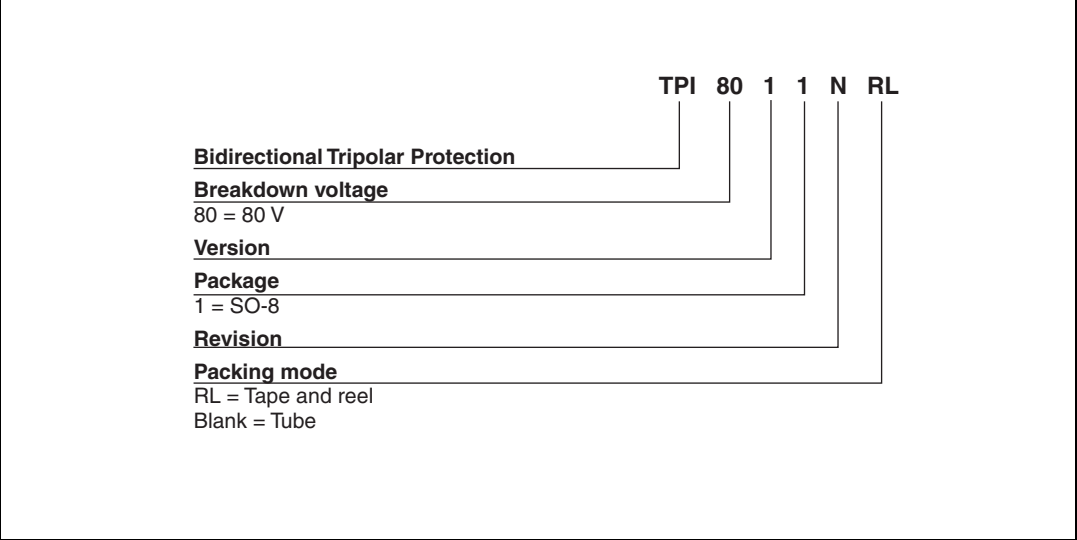 TPI 80 1 1 N RL
Bidirectional Tripolar Protection
Breakdown voltage
80 = 80 V
Version
Package
1 = SO-8
Revision
Packing mode
RL = Tape and reel
Blank = Tube